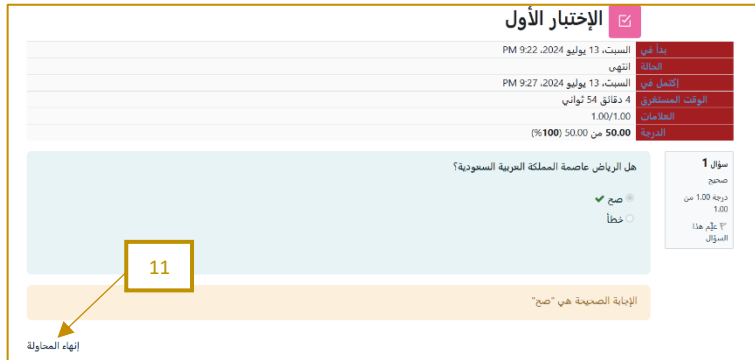 الإختبار الأول
بدأ في السبت، 13 يوليو 2024، 9:22 PM
الحالة انتهى
إكتمل في السبت، 13 يوليو 2024، 9:27 PM
الوقت المستغرق 4 دقائق 54 ثواني
العلامات 1.00/1.00
الدرجة 50.00 من 50.00 (100%)
سؤال 1
صحيح
درجة 1.00 من
1.00
علِّم هذا
السؤال
هل الرياض عاصمة المملكة العربية السعودية؟
صح ✔
خطأ
الإجابة الصحيحة هي "صح"
11
إنهاء المحاولة